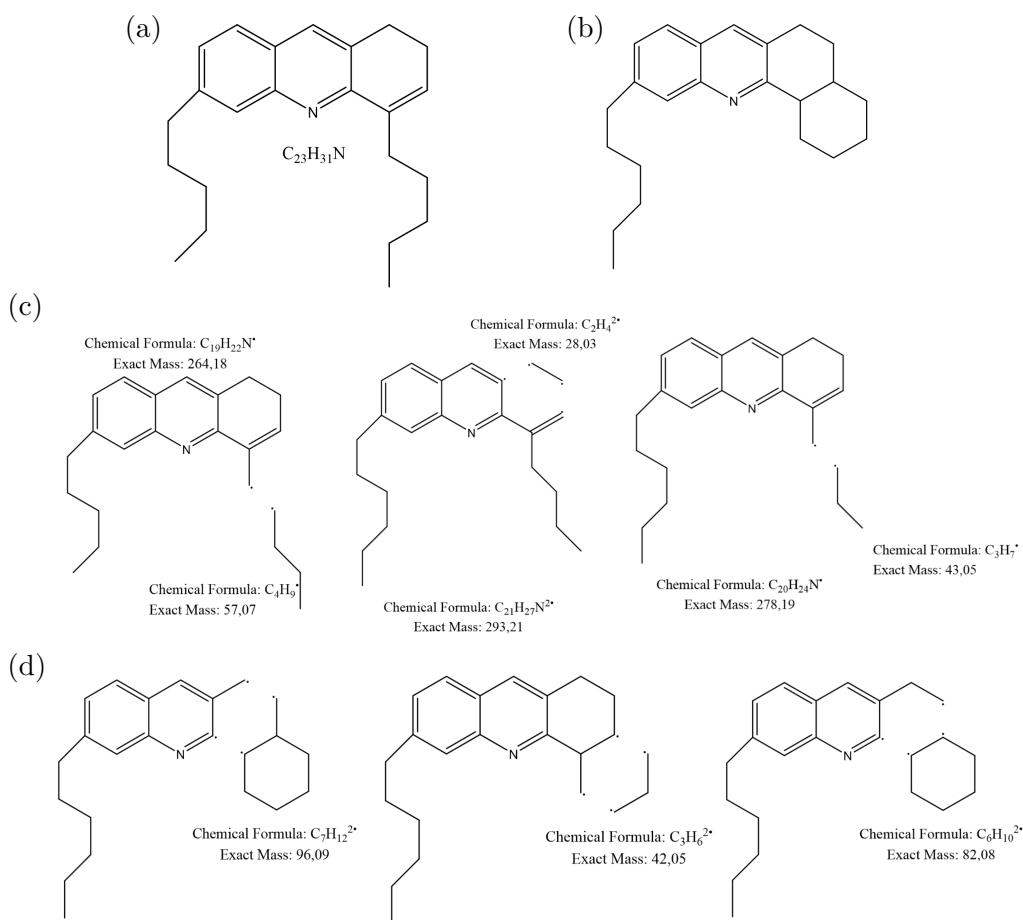 (a)
(b)
N
C₂₃H₃₁N
N
(c)
Chemical Formula: C₁₉H₂₂N•
Exact Mass: 264,18
N
Chemical Formula: C₄H₉•
Exact Mass: 57,07
Chemical Formula: C₂H₄²•
Exact Mass: 28,03
N
Chemical Formula: C₂₁H₂₇N²•
Exact Mass: 293,21
N
Chemical Formula: C₃H₇•
Exact Mass: 43,05
Chemical Formula: C₂₀H₂₄N•
Exact Mass: 278,19
(d)
N
Chemical Formula: C₇H₁₂²•
Exact Mass: 96,09
N
Chemical Formula: C₃H₆²•
Exact Mass: 42,05
N
Chemical Formula: C₆H₁₀²•
Exact Mass: 82,08